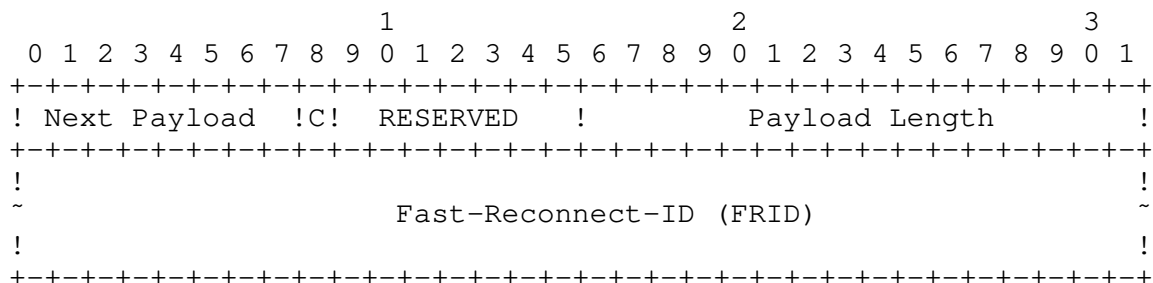 1                   2                   3
 0 1 2 3 4 5 6 7 8 9 0 1 2 3 4 5 6 7 8 9 0 1 2 3 4 5 6 7 8 9 0 1
+-+-+-+-+-+-+-+-+-+-+-+-+-+-+-+-+-+-+-+-+-+-+-+-+-+-+-+-+-+-+-+-+
! Next Payload  !C!  RESERVED   !         Payload Length        !
+-+-+-+-+-+-+-+-+-+-+-+-+-+-+-+-+-+-+-+-+-+-+-+-+-+-+-+-+-+-+-+-+
!                                                               !
~                     Fast-Reconnect-ID (FRID)                  ~
!                                                               !
+-+-+-+-+-+-+-+-+-+-+-+-+-+-+-+-+-+-+-+-+-+-+-+-+-+-+-+-+-+-+-+-+